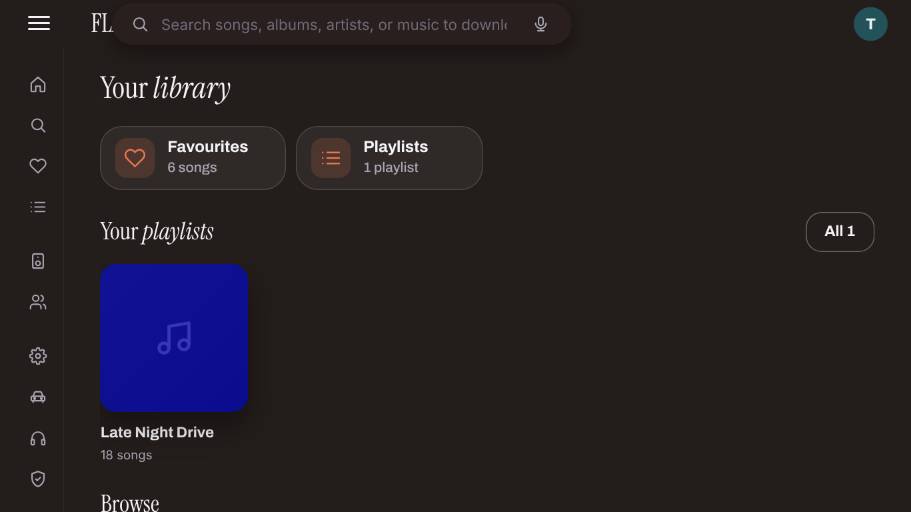 FL
Search songs, albums, artists, or music to downl
T
Your library
Favourites
6 songs
Playlists
1 playlist
Your playlists
All 1
Late Night Drive
18 songs
Browse